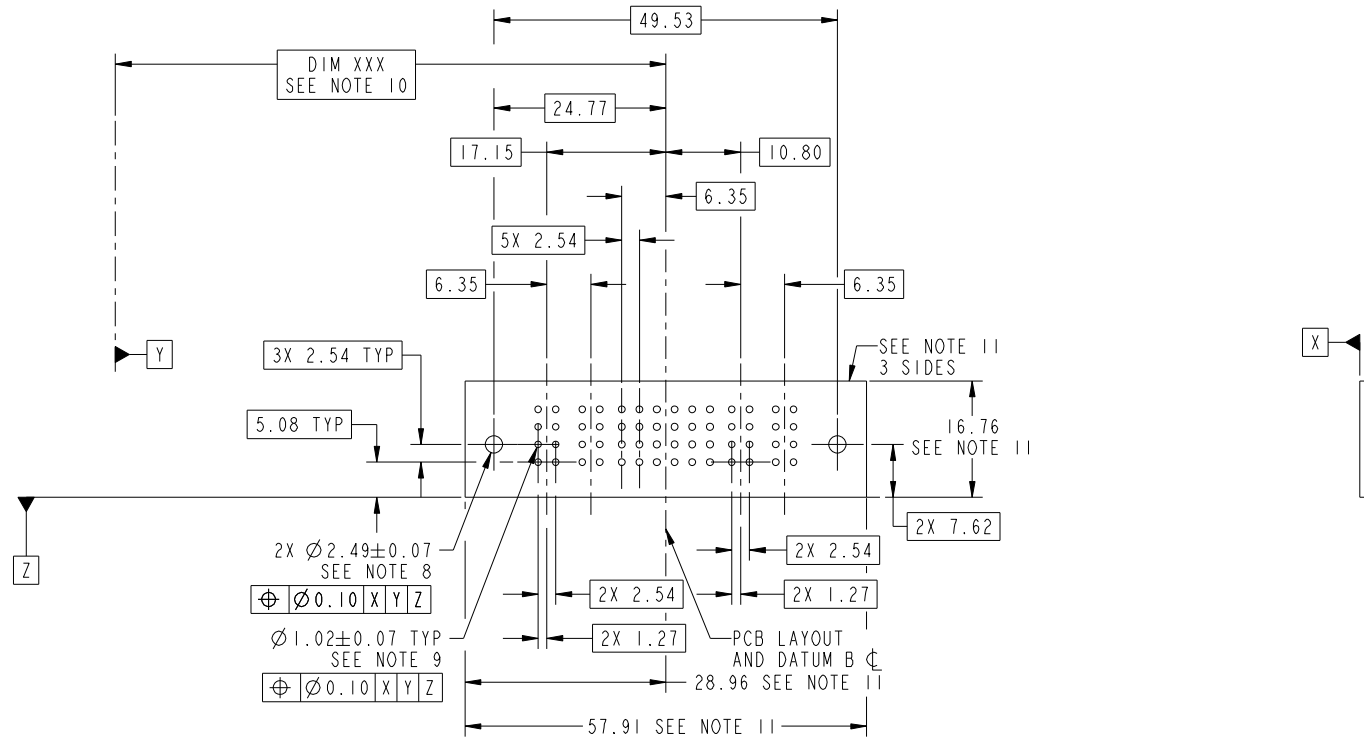 49.53
DIM XXX
SEE NOTE 10
24.77
17.15
10.80
6.35
5X 2.54
6.35
6.35
Y
X
3X 2.54 TYP
SEE NOTE 11
3 SIDES
5.08 TYP
16.76
SEE NOTE 11
2X 7.62
Z
2X Ø2.49±0.07
SEE NOTE 8
⌖ Ø0.10 X Y Z
2X 2.54
2X 2.54
2X 1.27
Ø1.02±0.07 TYP
SEE NOTE 9
⌖ Ø0.10 X Y Z
2X 1.27
PCB LAYOUT
AND DATUM B ℄
28.96 SEE NOTE 11
57.91 SEE NOTE 11